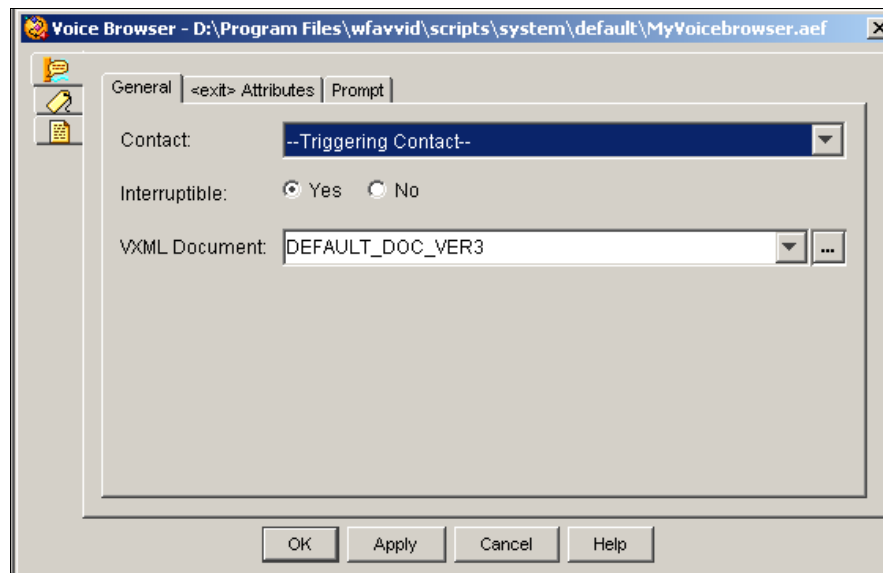 Voice Browser - D:\Program Files\wfavvid\scripts\system\default\MyVoicebrowser.aef
General <exit> Attributes Prompt
Contact: --Triggering Contact--
Interruptible: Yes No
VXML Document: DEFAULT_DOC_VER3 ...
OK Apply Cancel Help